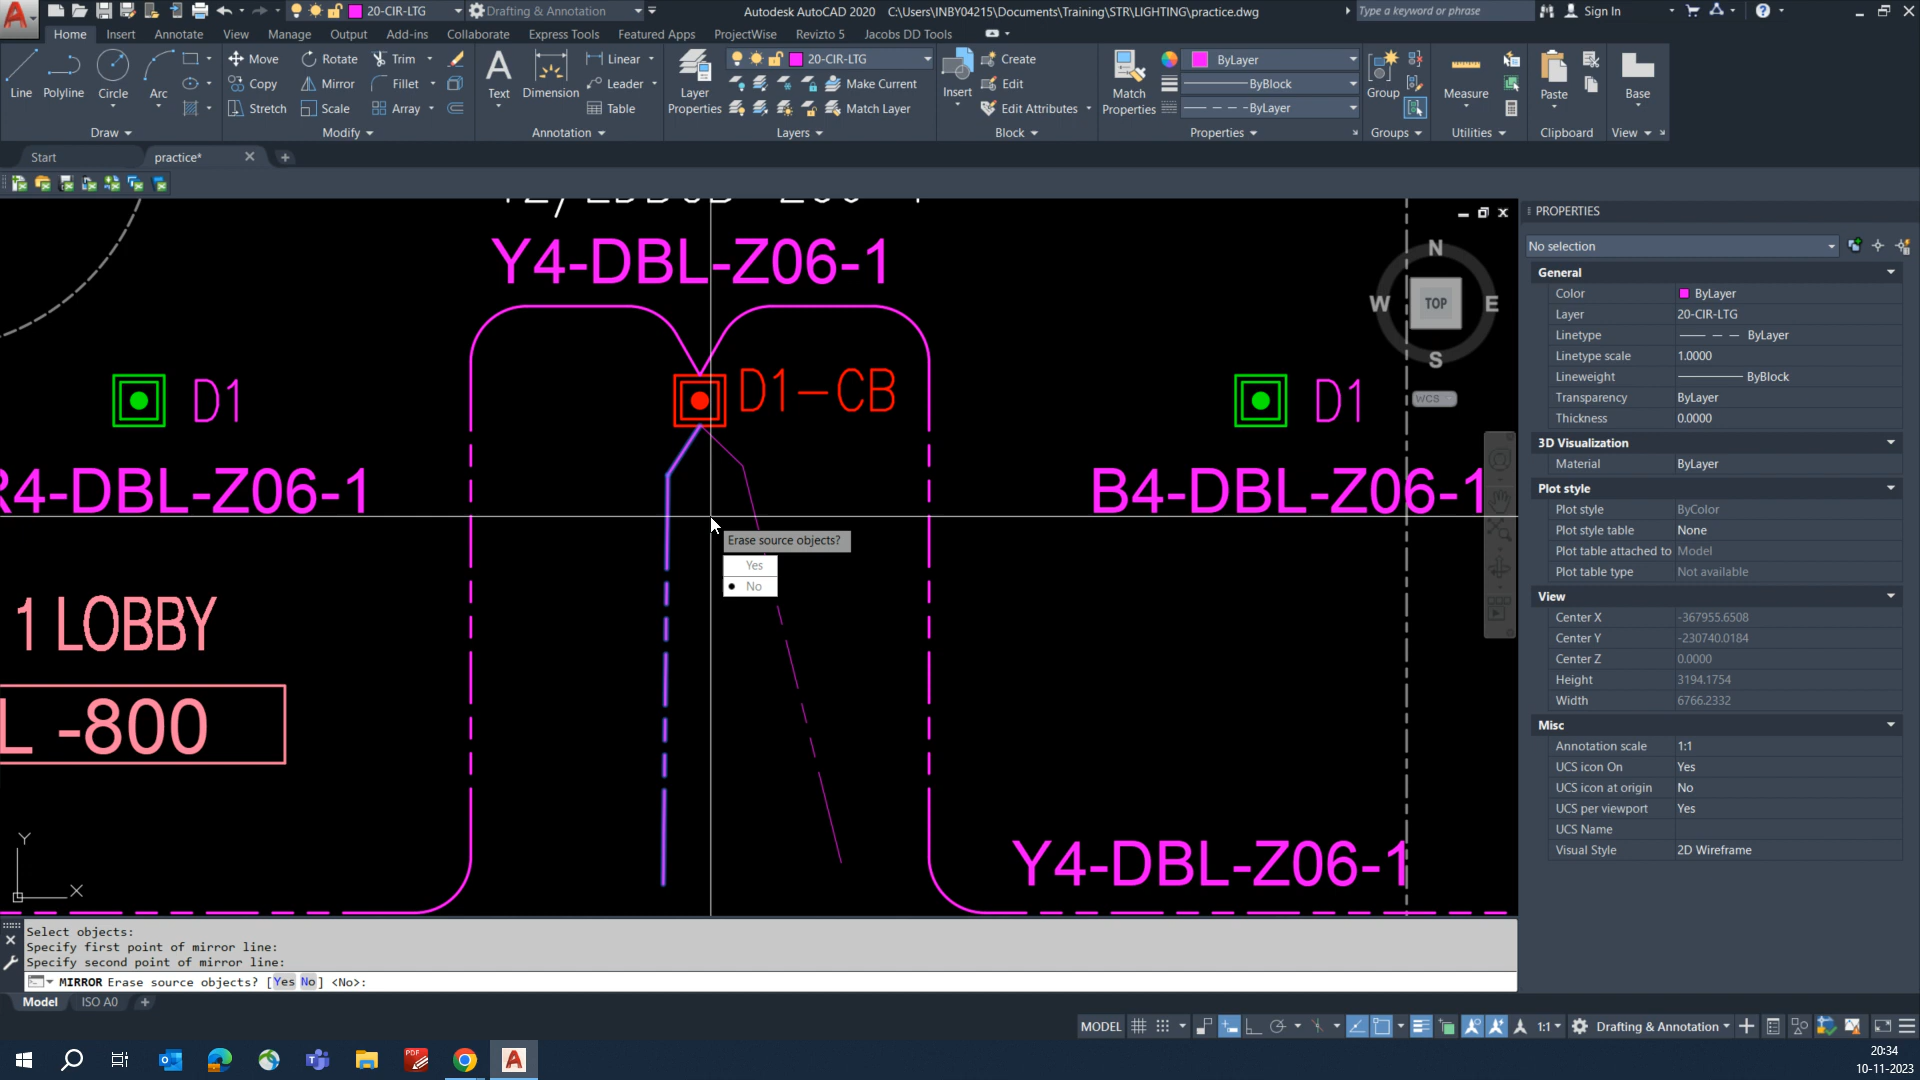 20-CIR-LTG
Drafting & Annotation
Autodesk AutoCAD 2020 C:\Users\INBY04215\Documents\Training\STR\LIGHTING\practice.dwg
Type a keyword or phrase
Sign In
Home Insert Annotate View Manage Output Add-ins Collaborate Express Tools Featured Apps ProjectWise Revizto 5 Jacobs DD Tools
Line Polyline Circle Arc
Move Rotate Trim
Copy Mirror Fillet
Stretch Scale Array
Text Dimension
Linear
Leader
Table
Layer Properties
20-CIR-LTG
Make Current
Match Layer
Insert
Create
Edit
Edit Attributes
Match Properties
ByLayer
ByBlock
ByLayer
Group
Measure
Paste
Base
Draw Modify Annotation Layers Block Properties Groups Utilities Clipboard View
Start practice*
Y4-DBL-Z06-1
D1
D1-CB
D1
4-DBL-Z06-1
B4-DBL-Z06-1
1 LOBBY
L -800
Y4-DBL-Z06-1
Erase source objects?
Yes
No
N
W TOP E
S
WCS
Y
X
PROPERTIES
No selection
General
Color ByLayer
Layer 20-CIR-LTG
Linetype ByLayer
Linetype scale 1.0000
Lineweight ByBlock
Transparency ByLayer
Thickness 0.0000
3D Visualization
Material ByLayer
Plot style
Plot style ByColor
Plot style table None
Plot table attached to Model
Plot table type Not available
View
Center X -367955.6508
Center Y -230740.0184
Center Z 0.0000
Height 3194.1754
Width 6766.2332
Misc
Annotation scale 1:1
UCS icon On Yes
UCS icon at origin No
UCS per viewport Yes
UCS Name
Visual Style 2D Wireframe
Select objects:
Specify first point of mirror line:
Specify second point of mirror line:
MIRROR Erase source objects? [Yes No] <No>:
Model ISO A0
MODEL 1:1 Drafting & Annotation
20:34
10-11-2023